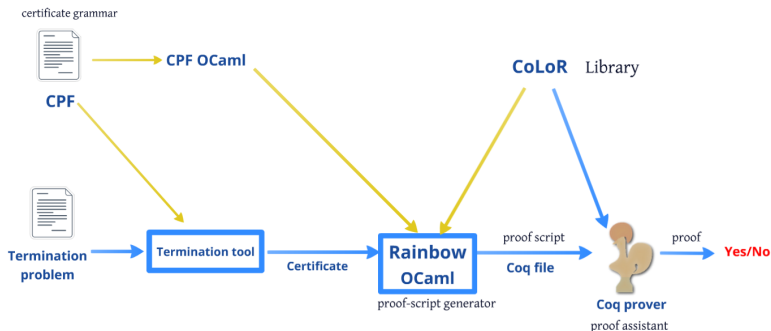 certificate grammar
CPF OCaml
CoLoR Library
CPF
Termination
problem
Termination tool
Certificate
Rainbow
OCaml
proof-script generator
proof script
Coq file
proof
Yes/No
Coq prover
proof assistant